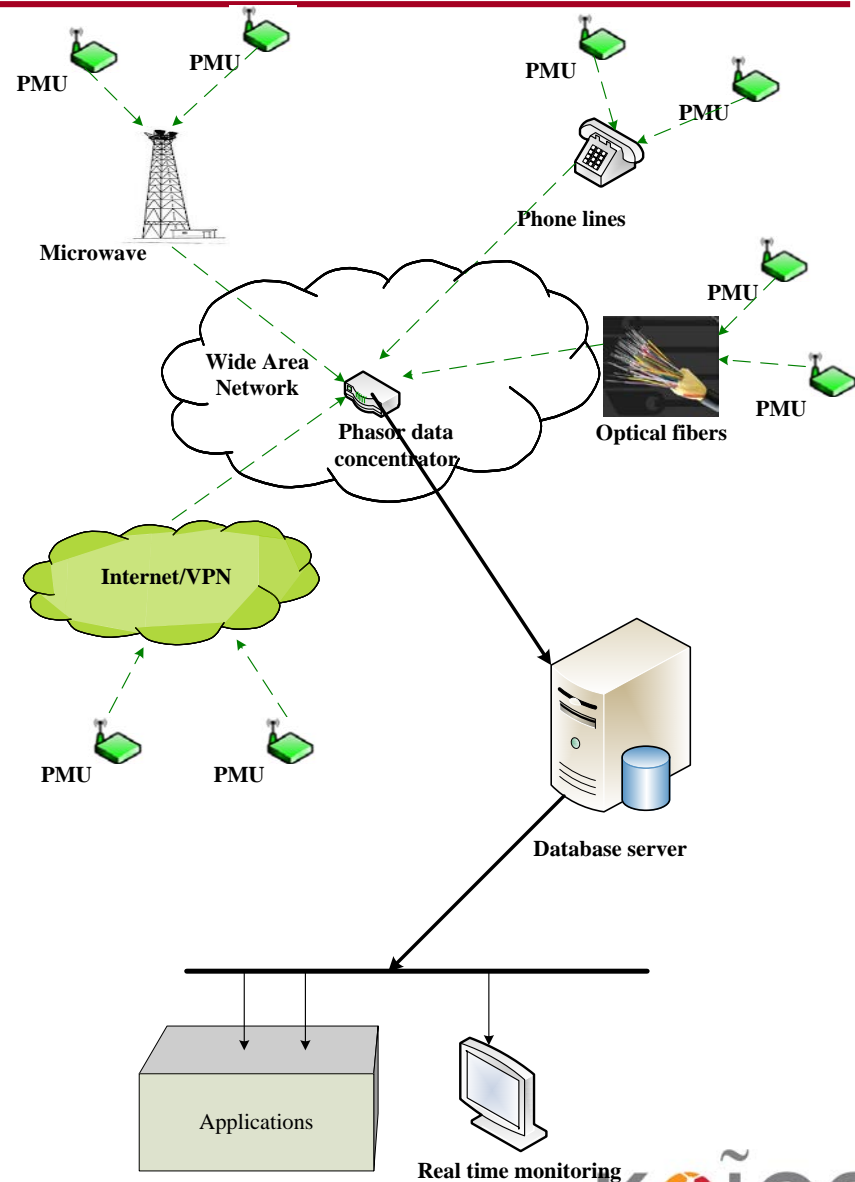 PMU
PMU
PMU
PMU
Phone lines
Microwave
PMU
Wide Area
Network
PMU
Phasor data
concentrator
Optical fibers
Internet/VPN
PMU
PMU
Database server
Applications
Real time monitoring